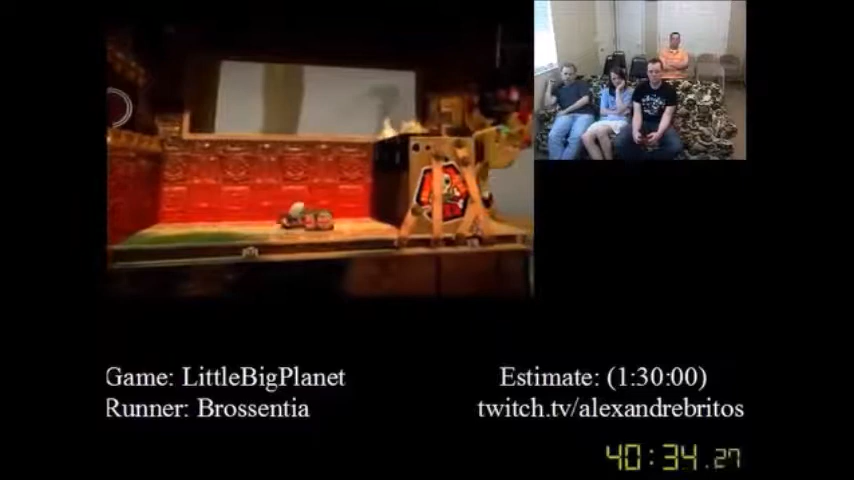 Game: LittleBigPlanet
Runner: Brossentia
Estimate: (1:30:00)
twitch.tv/alexandrebritos
40:34.27